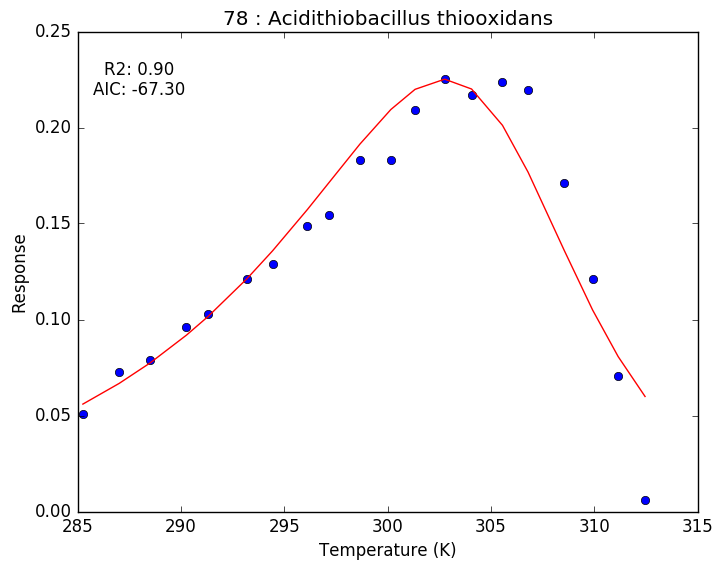 78 : Acidithiobacillus thiooxidans
R2: 0.90
AIC: -67.30
Response
0.25
0.20
0.15
0.10
0.05
0.00
285 290 295 300 305 310 315
Temperature (K)